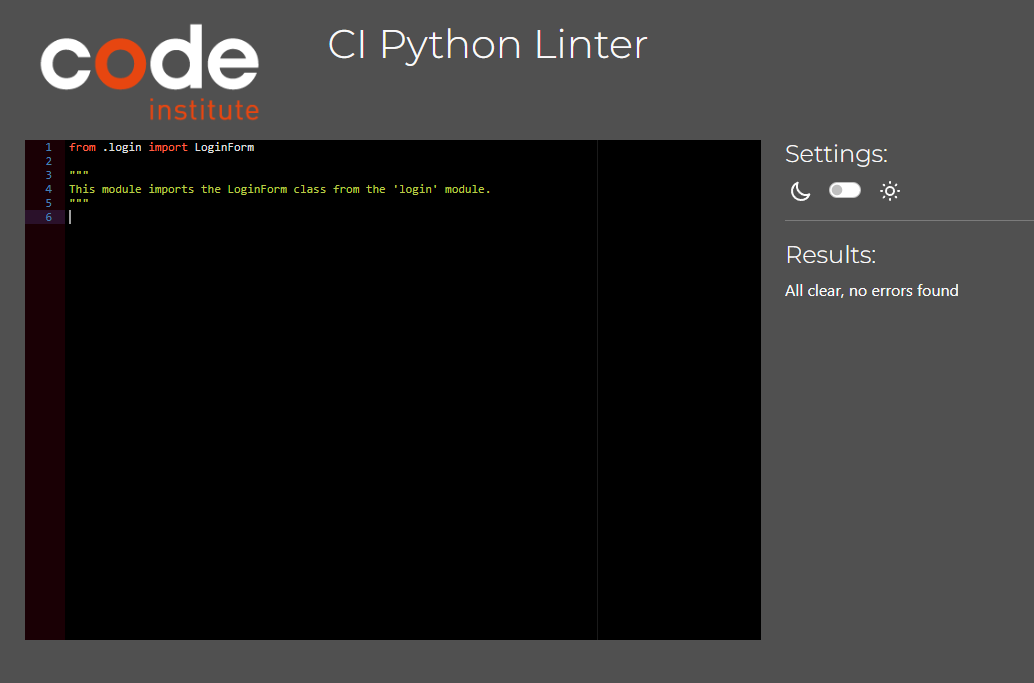 code
institute
CI Python Linter
1 from .login import LoginForm
2
3 """
4 This module imports the LoginForm class from the 'login' module.
5 """
6
Settings:
Results:
All clear, no errors found